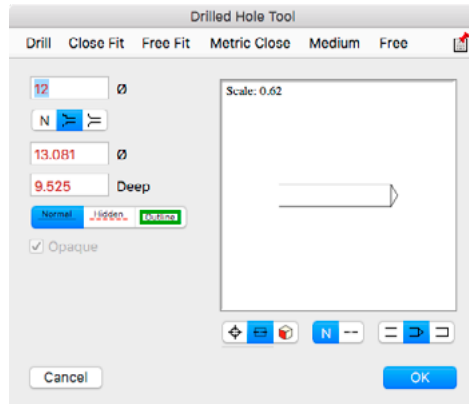 Drilled Hole Tool
Drill Close Fit Free Fit Metric Close Medium Free
12 Ø
Scale: 0.62
N
13.081 Ø
9.525 Deep
Normal Hidden Outline
Opaque
N
Cancel OK